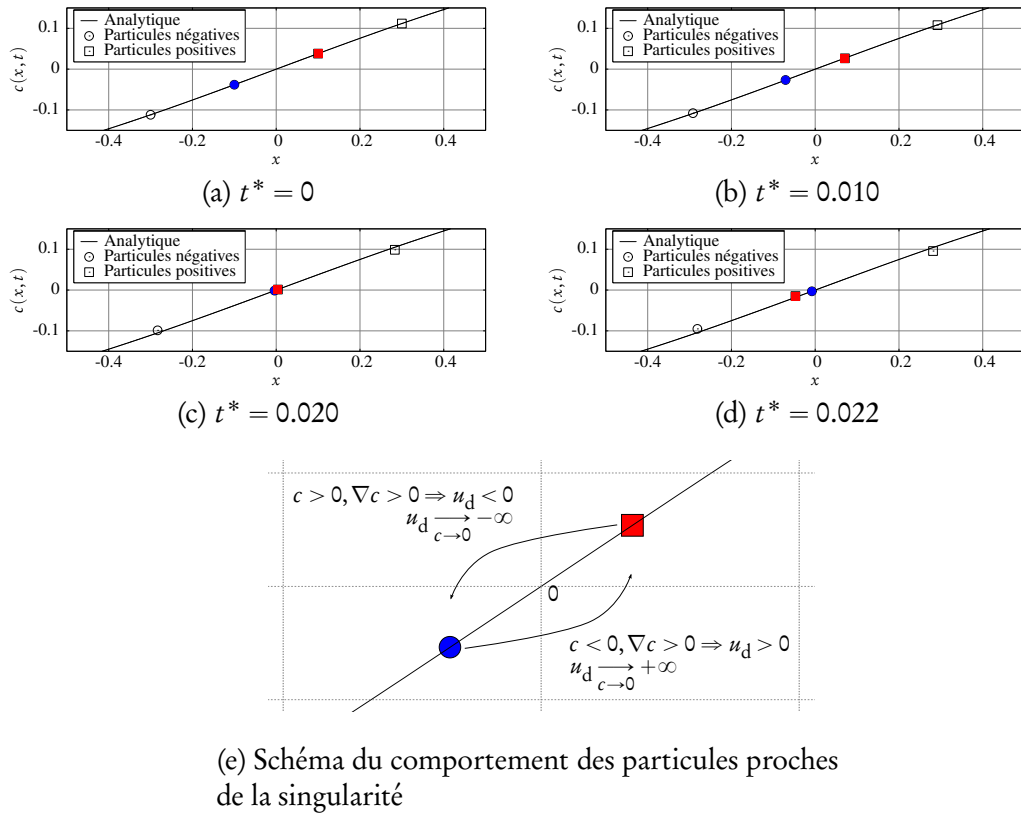 Analytique
Particules négatives
Particules positives
0.1
0
-0.1
c(x,t)
-0.4 -0.2 0 0.2 0.4
x
(a) t* = 0
Analytique
Particules négatives
Particules positives
0.1
0
-0.1
c(x,t)
-0.4 -0.2 0 0.2 0.4
x
(b) t* = 0.010
Analytique
Particules négatives
Particules positives
0.1
0
-0.1
c(x,t)
-0.4 -0.2 0 0.2 0.4
x
(c) t* = 0.020
Analytique
Particules négatives
Particules positives
0.1
0
-0.1
c(x,t)
-0.4 -0.2 0 0.2 0.4
x
(d) t* = 0.022
c > 0, ∇c > 0 ⇒ u_d < 0
u_d ⟶ −∞
c→0
0
c < 0, ∇c > 0 ⇒ u_d > 0
u_d ⟶ +∞
c→0
(e) Schéma du comportement des particules proches
de la singularité